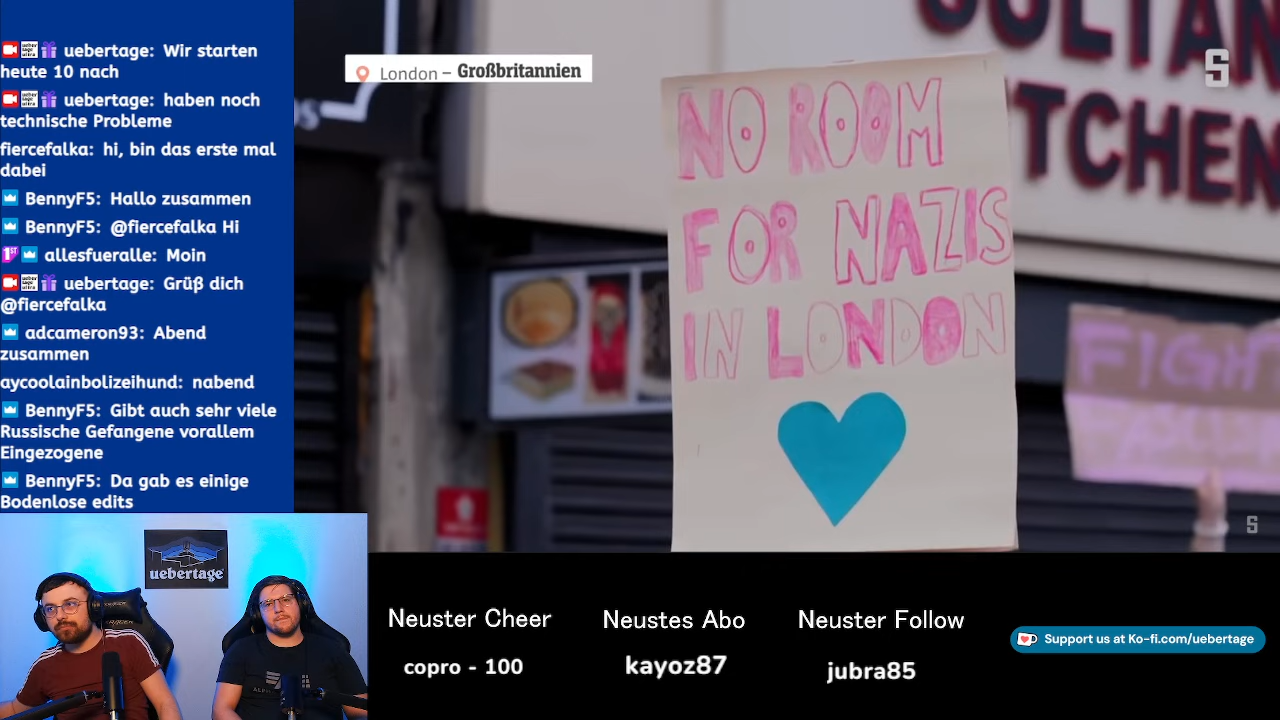 uebertage: Wir starten
heute 10 nach
uebertage: haben noch
technische Probleme
fiercefalka: hi, bin das erste mal
dabei
BennyF5: Hallo zusammen
BennyF5: @fiercefalka Hi
1ST allesfueralle: Moin
uebertage: Grüß dich
@fiercefalka
adcameron93: Abend
zusammen
aycoolainbolizeihund: nabend
BennyF5: Gibt auch sehr viele
Russische Gefangene vorallem
Eingezogene
BennyF5: Da gab es einige
Bodenlose edits
London – Großbritannien
S
KITCHEN
NO ROOM
FOR NAZIS
IN LONDON
FIGHT
S
uebertage
Neuster Cheer
copro - 100
Neustes Abo
kayoz87
Neuster Follow
jubra85
Support us at Ko-fi.com/uebertage